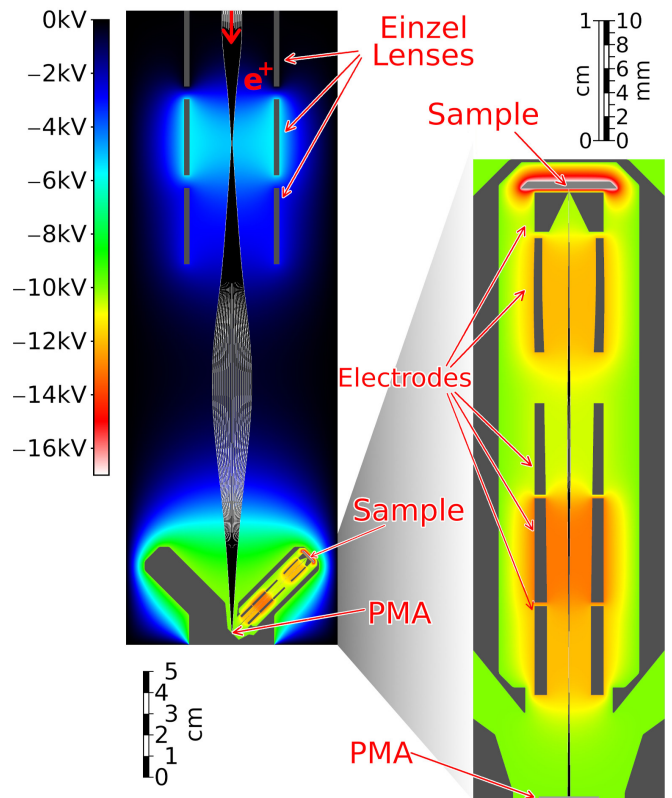 0kV
−2kV
−4kV
−6kV
−8kV
−10kV
−12kV
−14kV
−16kV
e+
Einzel
Lenses
Sample
PMA
5
4
3
2
1
0
cm
1
0
cm
10
8
6
4
2
0
mm
Sample
Electrodes
PMA